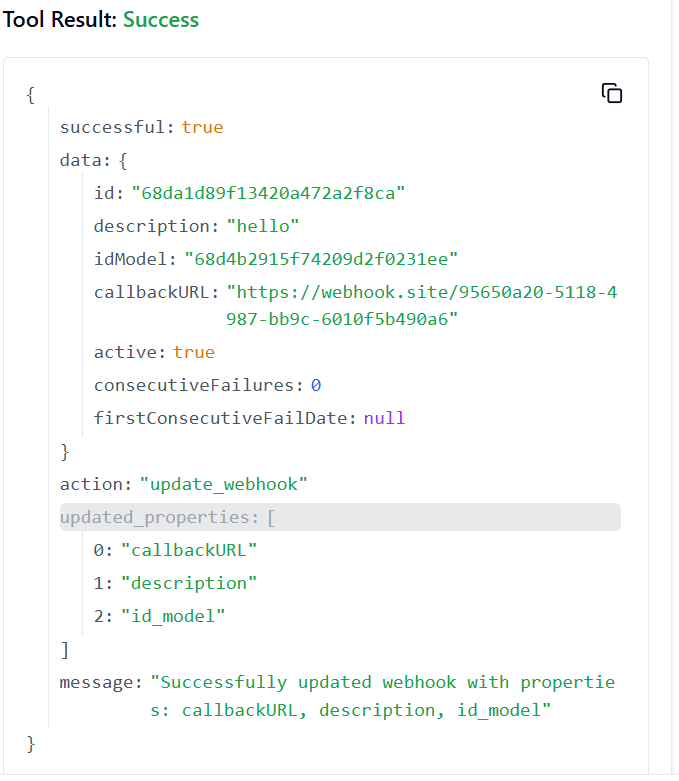 Tool Result: Success
{
successful: true
data: {
id: "68da1d89f13420a472a2f8ca"
description: "hello"
idModel: "68d4b2915f74209d2f0231ee"
callbackURL: "https://webhook.site/95650a20-5118-4
987-bb9c-6010f5b490a6"
active: true
consecutiveFailures: 0
firstConsecutiveFailDate: null
}
action: "update_webhook"
updated_properties: [
0: "callbackURL"
1: "description"
2: "id_model"
]
message: "Successfully updated webhook with propertie
s: callbackURL, description, id_model"
}